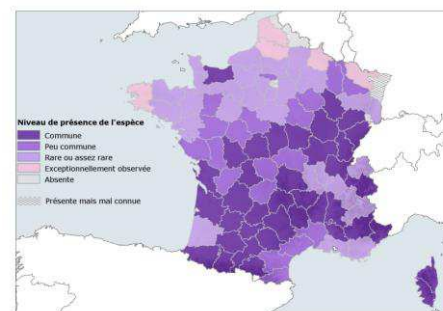 Niveau de présence de l'espèce
Commune
Peu commune
Rare ou assez rare
Exceptionnellement observée
Absente
Présente mais mal connue